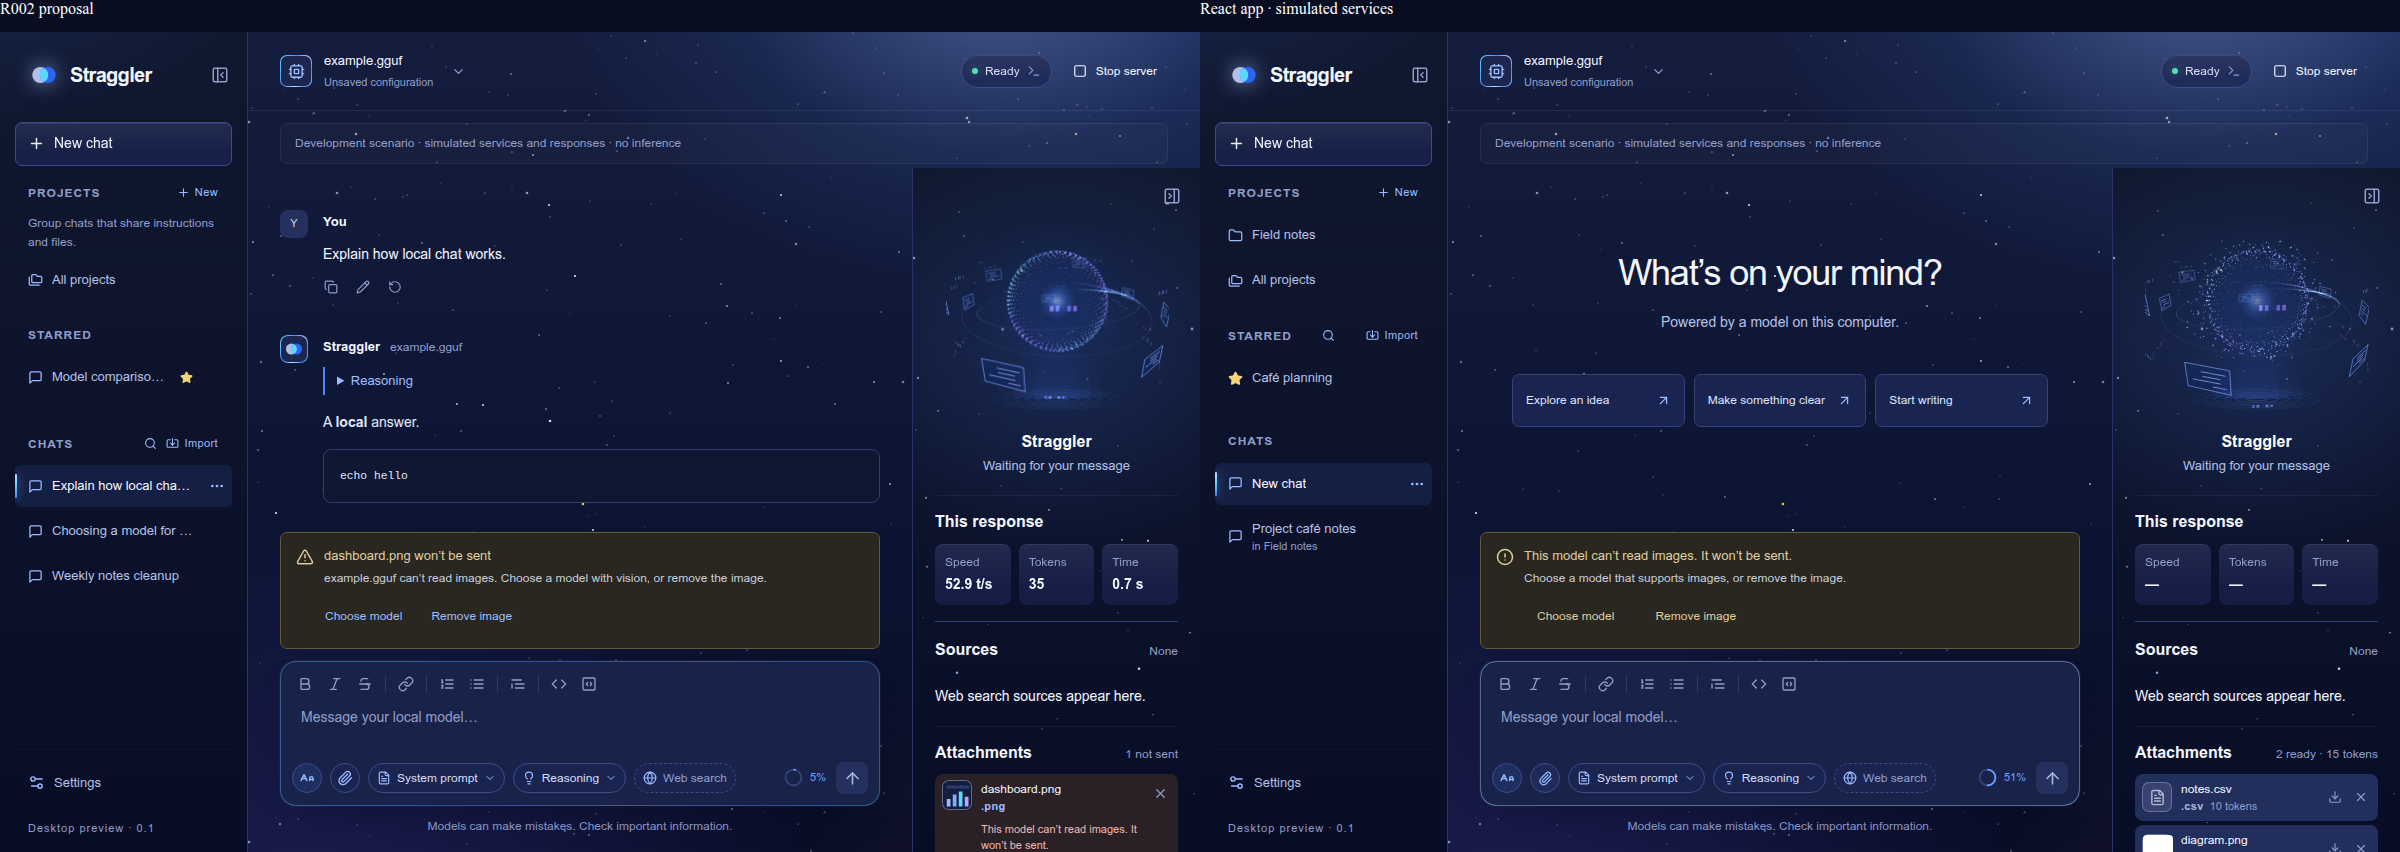 R002 proposal
Straggler
New chat
PROJECTS
New
Group chats that share instructions
and files.
All projects
STARRED
Model compariso...
CHATS
Import
Explain how local cha...
Choosing a model for ...
Weekly notes cleanup
Settings
Desktop preview · 0.1
example.gguf
Unsaved configuration
Ready
Stop server
Development scenario · simulated services and responses · no inference
Y
You
Explain how local chat works.
Straggler example.gguf
Reasoning
A local answer.
echo hello
dashboard.png won't be sent
example.gguf can't read images. Choose a model with vision, or remove the image.
Choose model
Remove image
Message your local model...
Aa
System prompt
Reasoning
Web search
5%
Models can make mistakes. Check important information.
Straggler
Waiting for your message
This response
Speed
52.9 t/s
Tokens
35
Time
0.7 s
Sources
None
Web search sources appear here.
Attachments
1 not sent
dashboard.png
.png
This model can't read images. It
won't be sent.
React app · simulated services
Straggler
New chat
PROJECTS
New
Field notes
All projects
STARRED
Import
Café planning
CHATS
New chat
Project café notes
in Field notes
Settings
Desktop preview · 0.1
example.gguf
Unsaved configuration
Ready
Stop server
Development scenario · simulated services and responses · no inference
What's on your mind?
Powered by a model on this computer.
Explore an idea
Make something clear
Start writing
This model can't read images. It won't be sent.
Choose a model that supports images, or remove the image.
Choose model
Remove image
Message your local model...
Aa
System prompt
Reasoning
Web search
51%
Models can make mistakes. Check important information.
Straggler
Waiting for your message
This response
Speed
—
Tokens
—
Time
—
Sources
None
Web search sources appear here.
Attachments
2 ready · 15 tokens
notes.csv
.csv 10 tokens
diagram.png